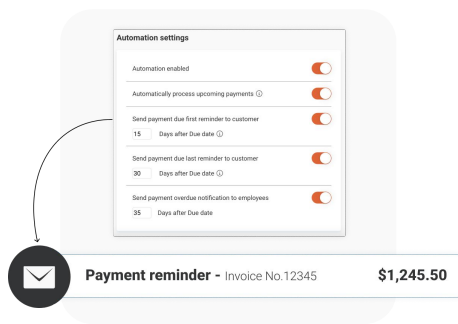 Automation settings
Automation enabled
Automatically process upcoming payments ⓘ
Send payment due first reminder to customer
15 Days after Due date ⓘ
Send payment due last reminder to customer
30 Days after Due date ⓘ
Send payment overdue notification to employees
35 Days after Due date
Payment reminder - Invoice No.12345 $1,245.50